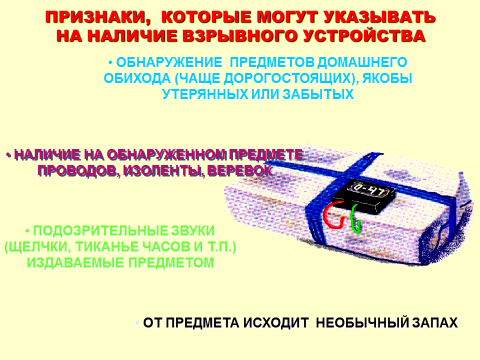 ПРИЗНАКИ, КОТОРЫЕ МОГУТ УКАЗЫВАТЬ
НА НАЛИЧИЕ ВЗРЫВНОГО УСТРОЙСТВА
• ОБНАРУЖЕНИЕ ПРЕДМЕТОВ ДОМАШНЕГО
ОБИХОДА (ЧАЩЕ ДОРОГОСТОЯЩИХ), ЯКОБЫ
УТЕРЯННЫХ ИЛИ ЗАБЫТЫХ
• НАЛИЧИЕ НА ОБНАРУЖЕННОМ ПРЕДМЕТЕ
ПРОВОДОВ, ИЗОЛЕНТЫ, ВЕРЕВОК
0-47
• ПОДОЗРИТЕЛЬНЫЕ ЗВУКИ
(ЩЕЛЧКИ, ТИКАНЬЕ ЧАСОВ И Т.П.)
ИЗДАВАЕМЫЕ ПРЕДМЕТОМ
• ОТ ПРЕДМЕТА ИСХОДИТ НЕОБЫЧНЫЙ ЗАПАХ